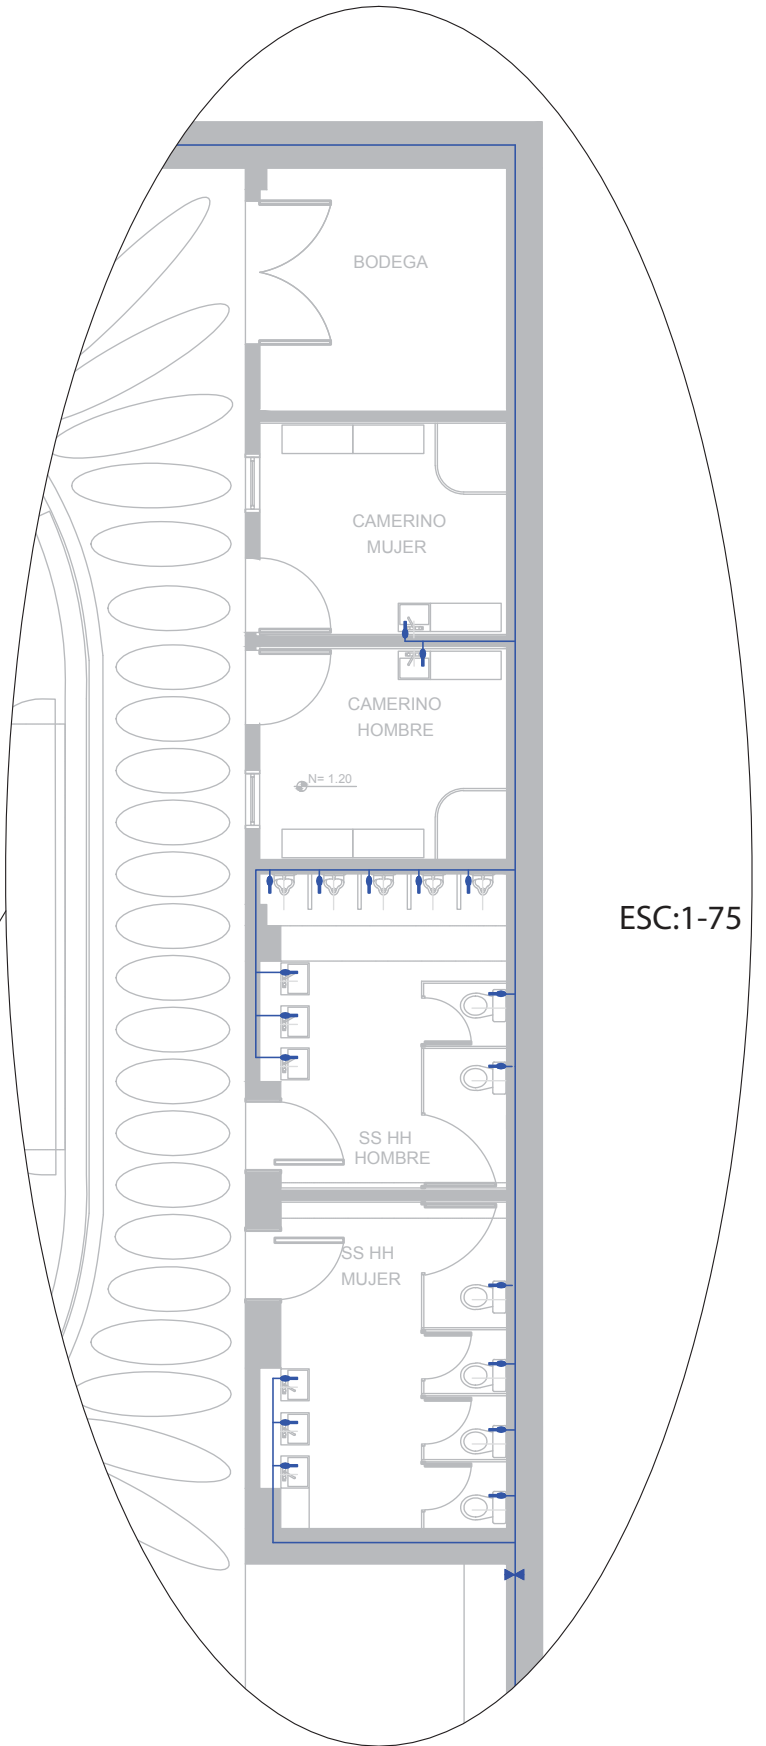 BODEGA
CAMERINO
MUJER
CAMERINO
HOMBRE
N= 1.20
ESC:1-75
SS HH
HOMBRE
SS HH
MUJER